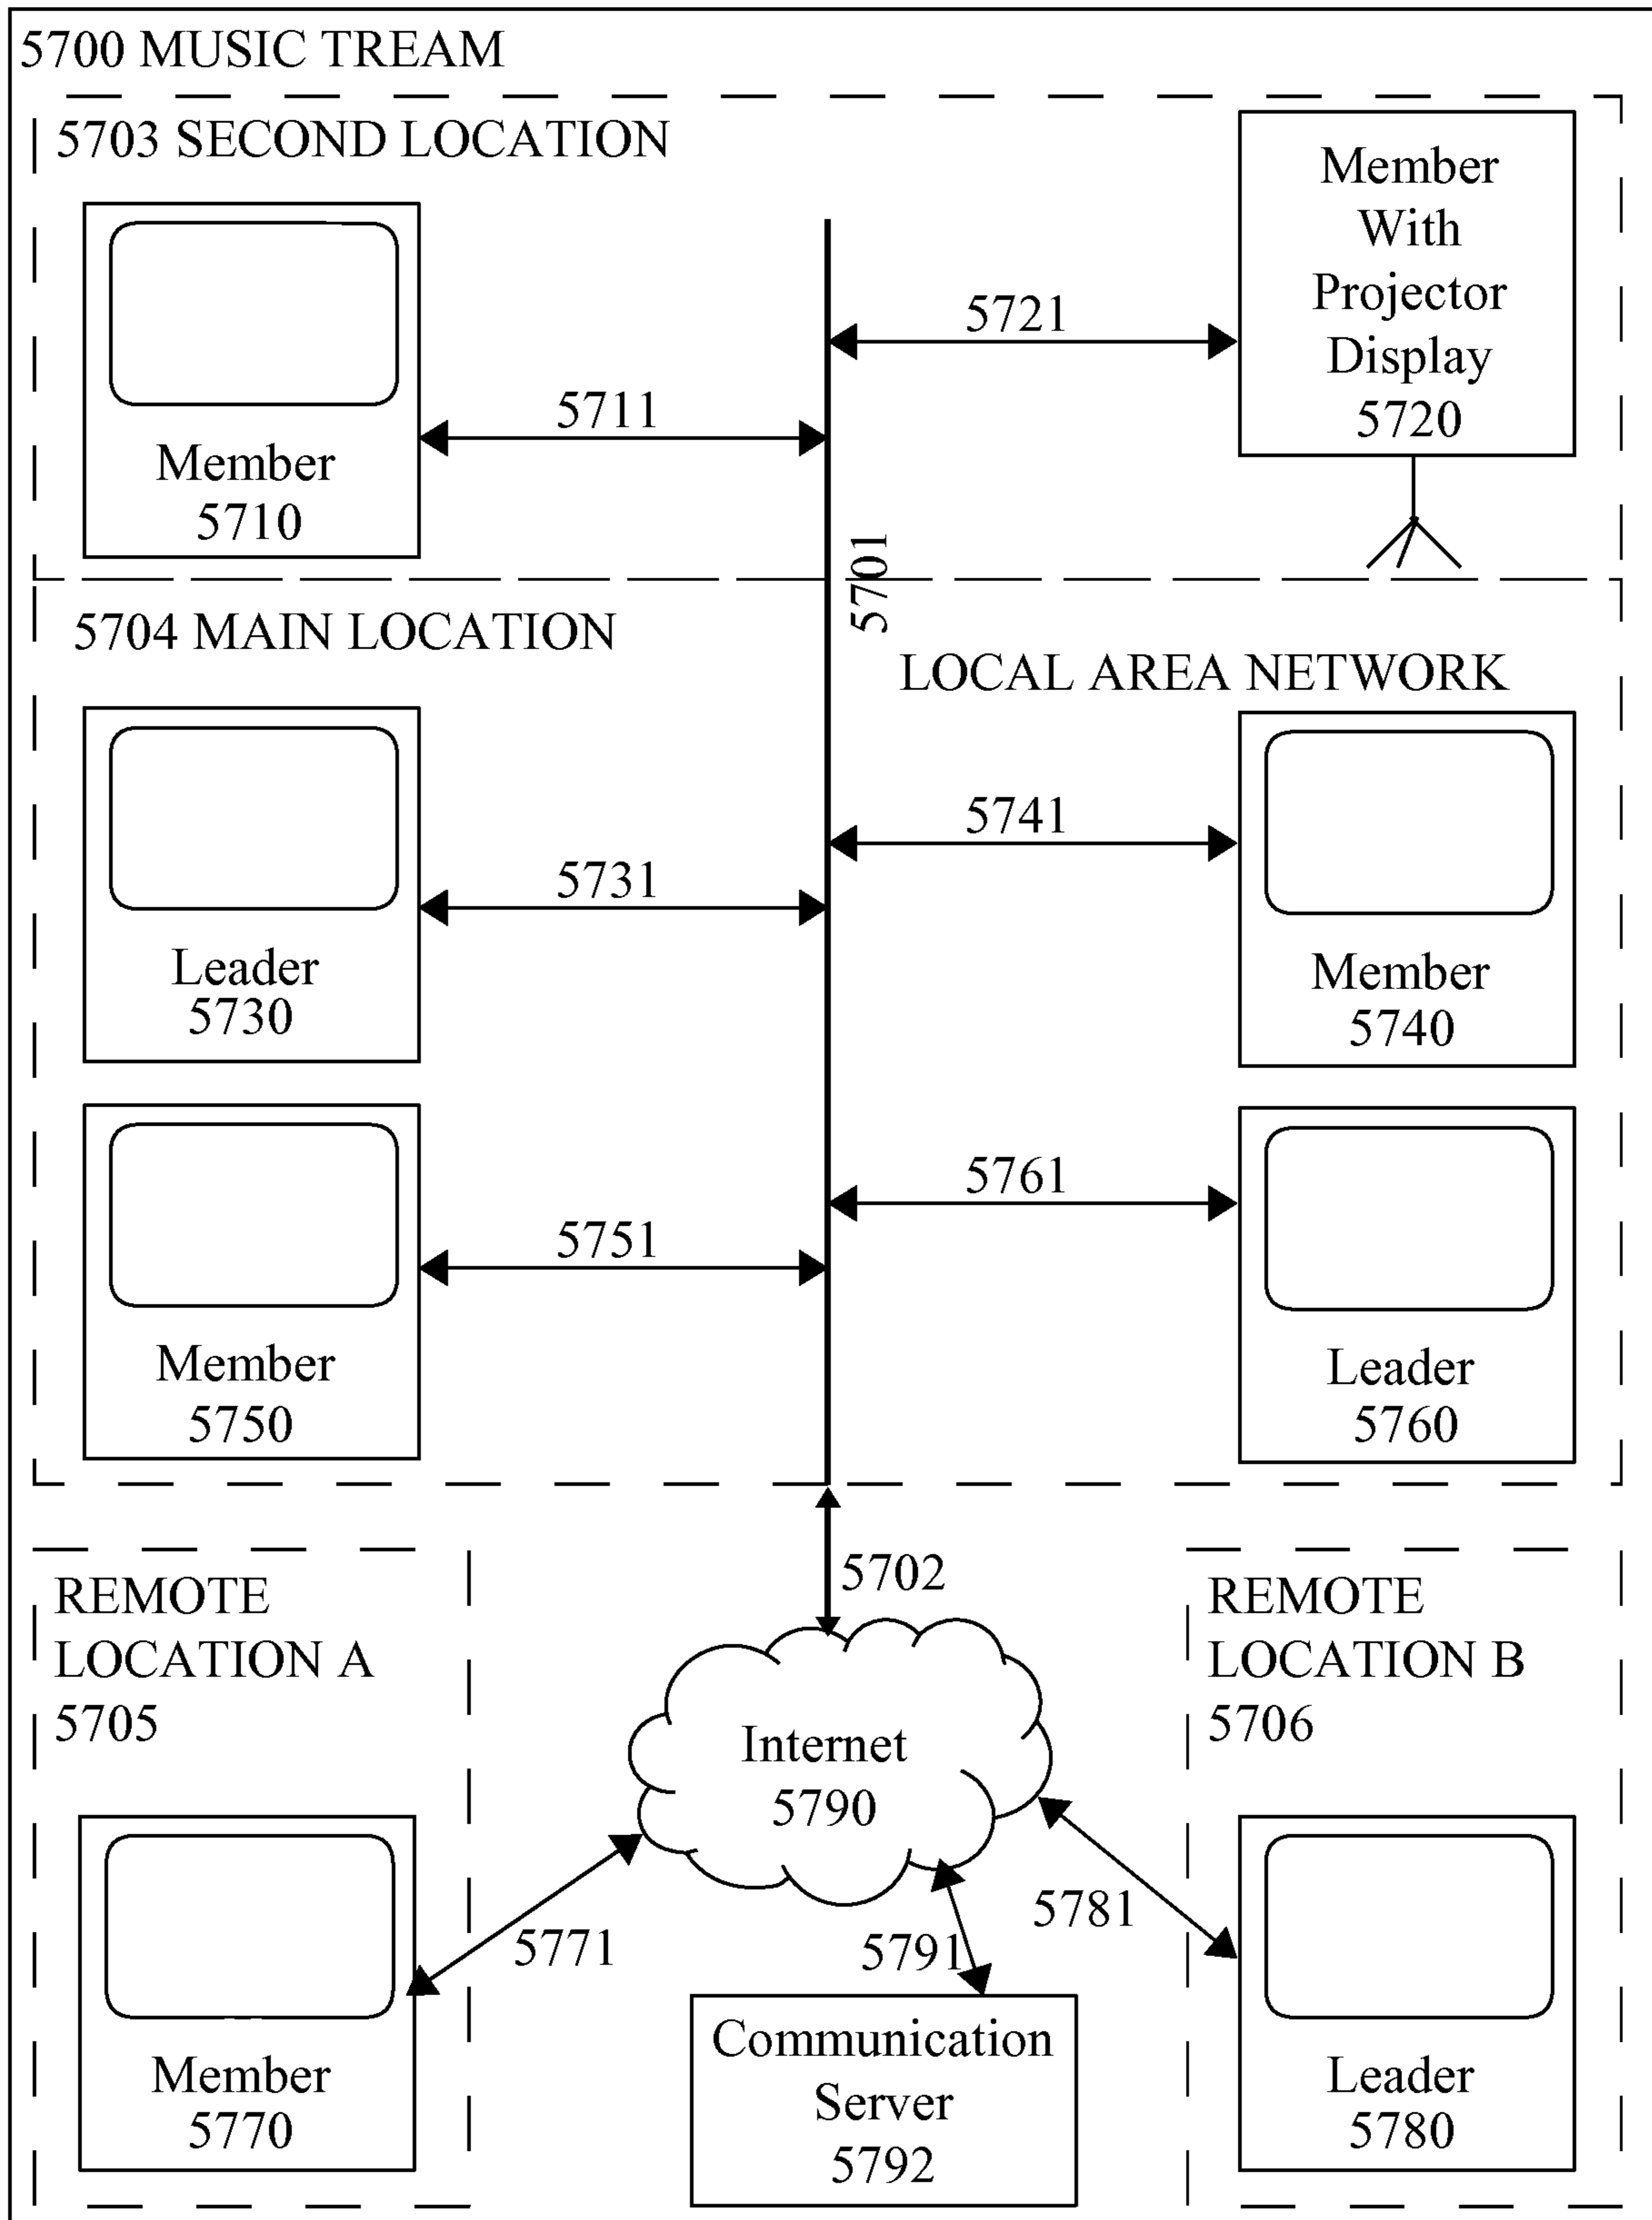 5700 MUSIC TREAM
5703 SECOND LOCATION
Member
With
Projector
Display
5720
5721
5711
Member
5710
5701
5704 MAIN LOCATION
LOCAL AREA NETWORK
5741
5731
Leader
5730
Member
5740
5761
5751
Member
5750
Leader
5760
5702
REMOTE
LOCATION A
5705
REMOTE
LOCATION B
5706
Internet
5790
5771
5791
5781
Member
5770
Communication
Server
5792
Leader
5780